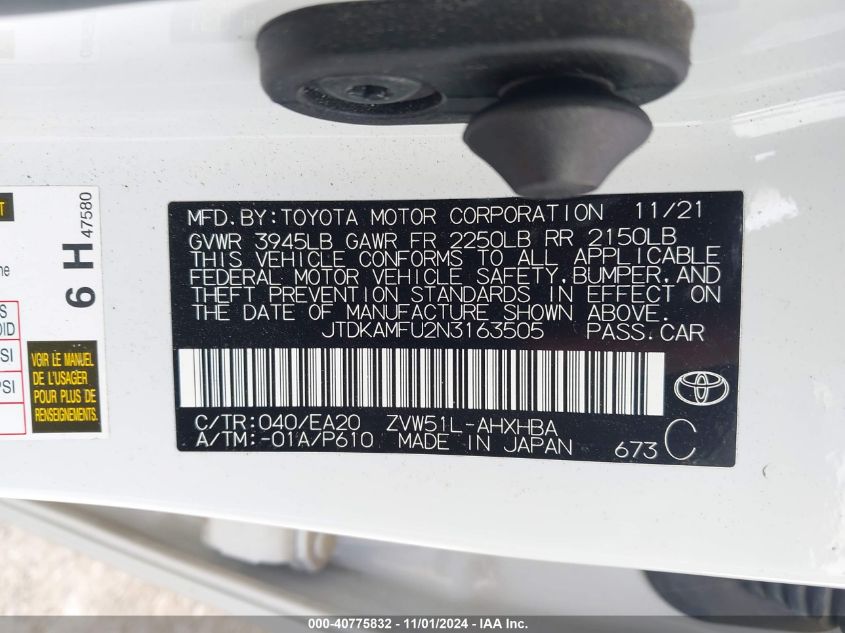 MFD.BY:TOYOTA MOTOR CORPORATION 11/21
GVWR 3945LB GAWR FR 2250LB RR 2150LB
THIS VEHICLE CONFORMS TO ALL APPLICABLE
FEDERAL MOTOR VEHICLE SAFETY,BUMPER,AND
THEFT PREVENTION STANDARDS IN EFFECT ON
THE DATE OF MANUFACTURE SHOWN ABOVE.
JTDKAMFU2N3163505 PASS.CAR
C/TR:040/EA20 ZVW51L-AHXHBA
A/TM:-01A/P610 MADE IN JAPAN 673 C
6 H 47580
VOIR LE MANUEL
DE L'USAGER
POUR PLUS DE
RENSEIGNEMENTS.
000-40775832 - 11/01/2024 - IAA Inc.